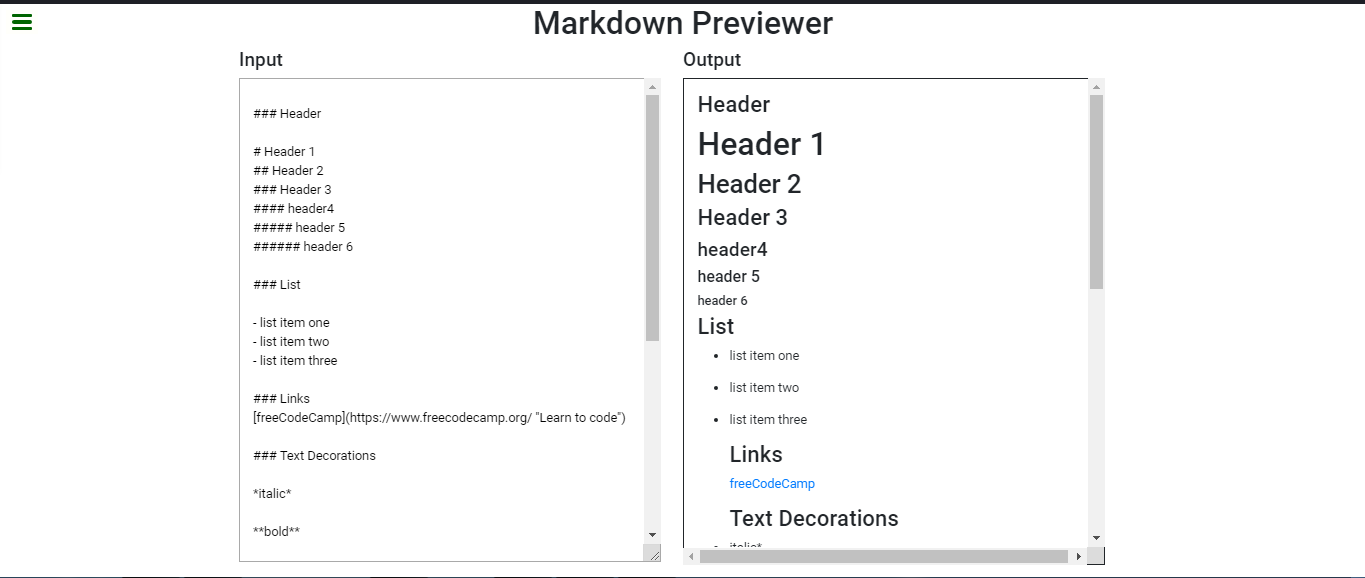 Markdown Previewer
Input
### Header
# Header 1
## Header 2
### Header 3
#### header4
##### header 5
###### header 6
### List
- list item one
- list item two
- list item three
### Links
[freeCodeCamp](https://www.freecodecamp.org/ "Learn to code")
### Text Decorations
*italic*
**bold**
Output
Header
Header 1
Header 2
Header 3
header4
header 5
header 6
List
• list item one
• list item two
• list item three
Links
freeCodeCamp
Text Decorations
• italic*